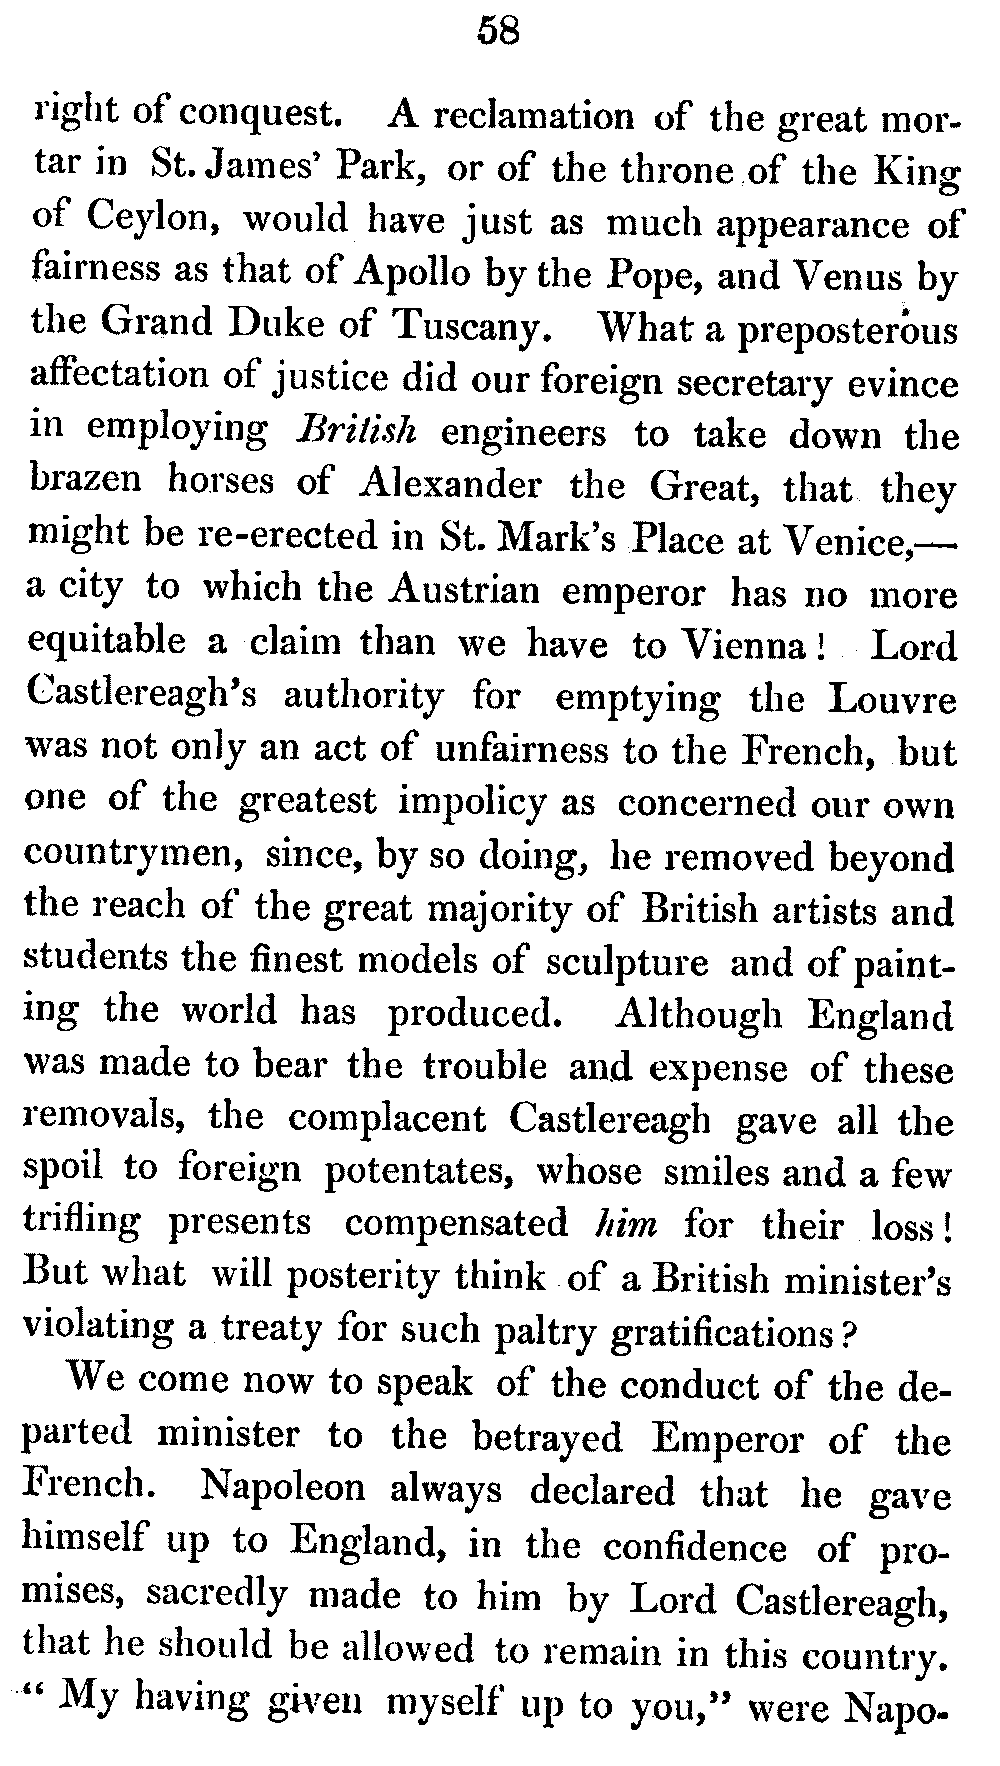 58
right of conquest. A reclamation of the great mor-
tar in St. James' Park, or of the throne of the King
of Ceylon, would have just as much appearance of
fairness as that of Apollo by the Pope, and Venus by
the Grand Duke of Tuscany. What a preposterous
affectation of justice did our foreign secretary evince
in employing British engineers to take down the
brazen horses of Alexander the Great, that they
might be re-erected in St. Mark's Place at Venice,—
a city to which the Austrian emperor has no more
equitable a claim than we have to Vienna! Lord
Castlereagh's authority for emptying the Louvre
was not only an act of unfairness to the French, but
one of the greatest impolicy as concerned our own
countrymen, since, by so doing, he removed beyond
the reach of the great majority of British artists and
students the finest models of sculpture and of paint-
ing the world has produced. Although England
was made to bear the trouble and expense of these
removals, the complacent Castlereagh gave all the
spoil to foreign potentates, whose smiles and a few
trifling presents compensated him for their loss!
But what will posterity think of a British minister's
violating a treaty for such paltry gratifications?
We come now to speak of the conduct of the de-
parted minister to the betrayed Emperor of the
French. Napoleon always declared that he gave
himself up to England, in the confidence of pro-
mises, sacredly made to him by Lord Castlereagh,
that he should be allowed to remain in this country.
“ My having given myself up to you,” were Napo-